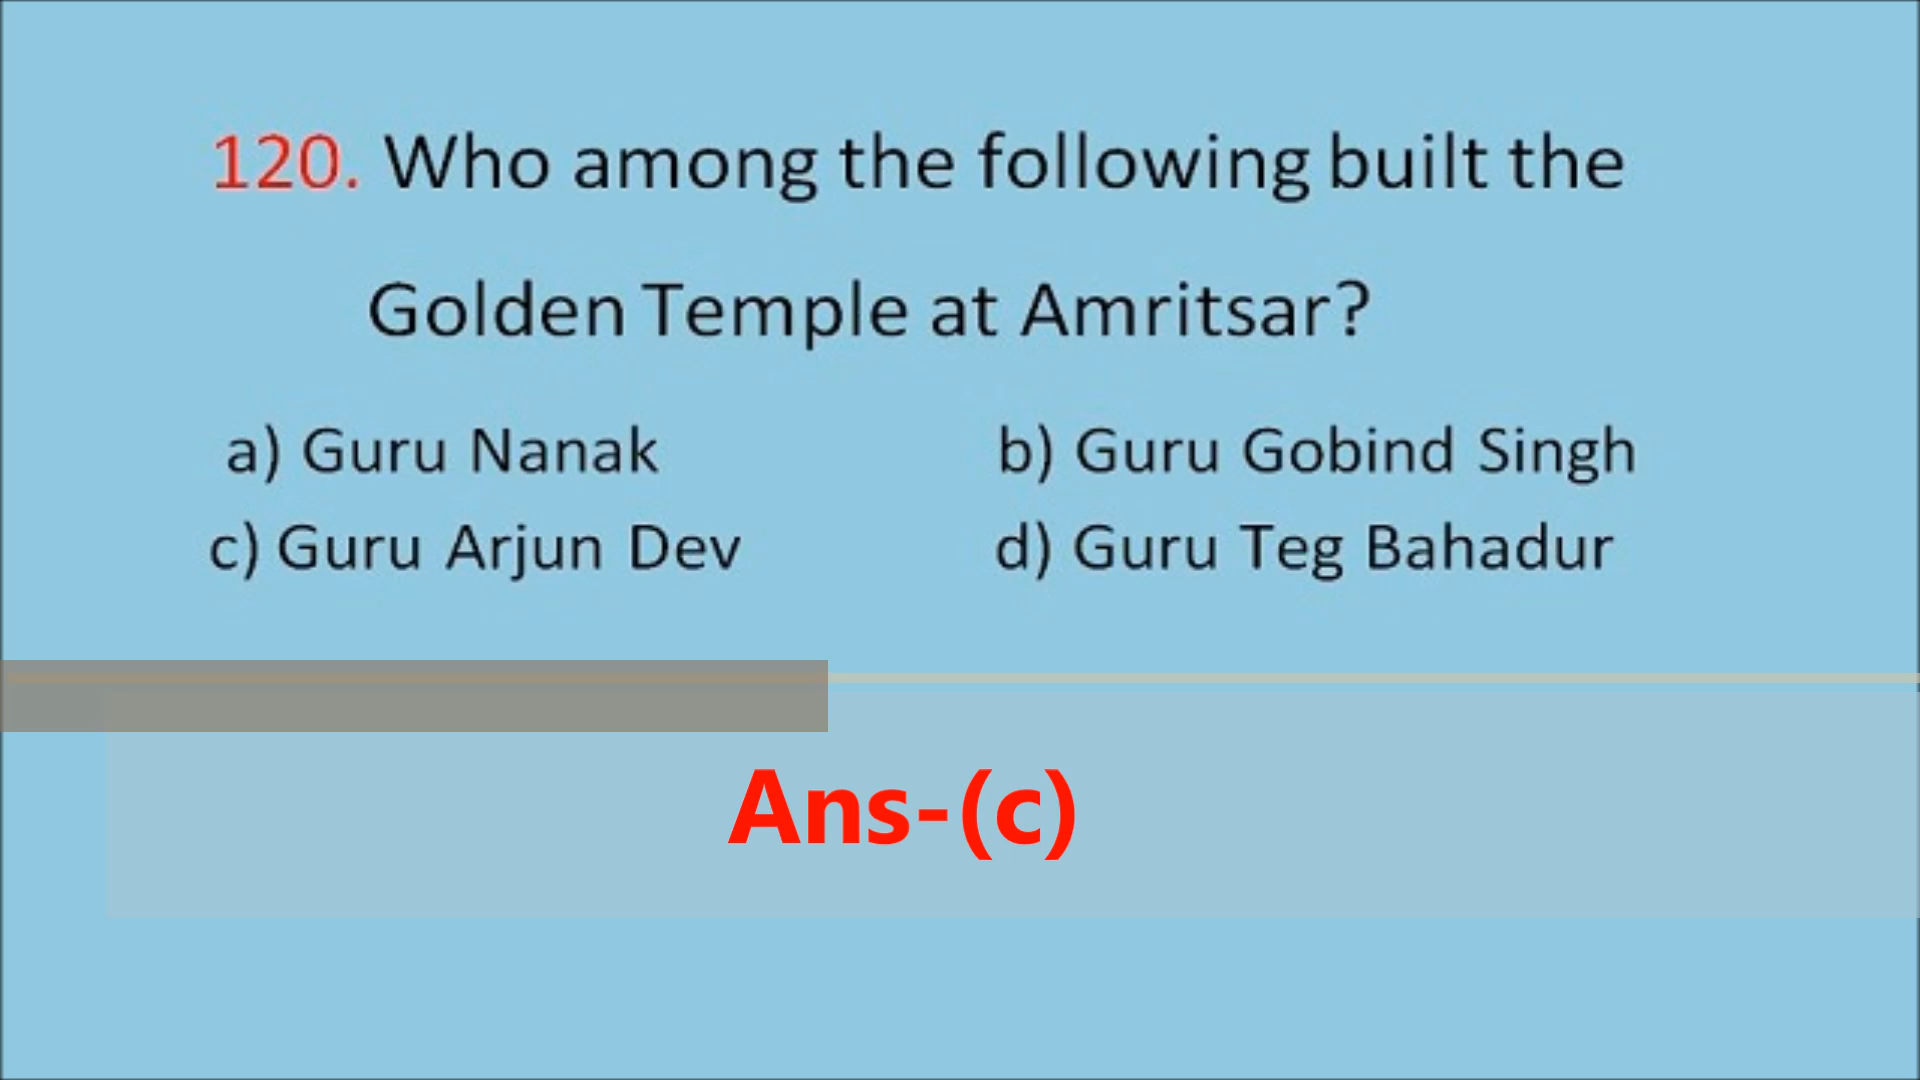 120. Who among the following built the
Golden Temple at Amritsar?
a) Guru Nanak b) Guru Gobind Singh
c) Guru Arjun Dev d) Guru Teg Bahadur
Ans-(c)